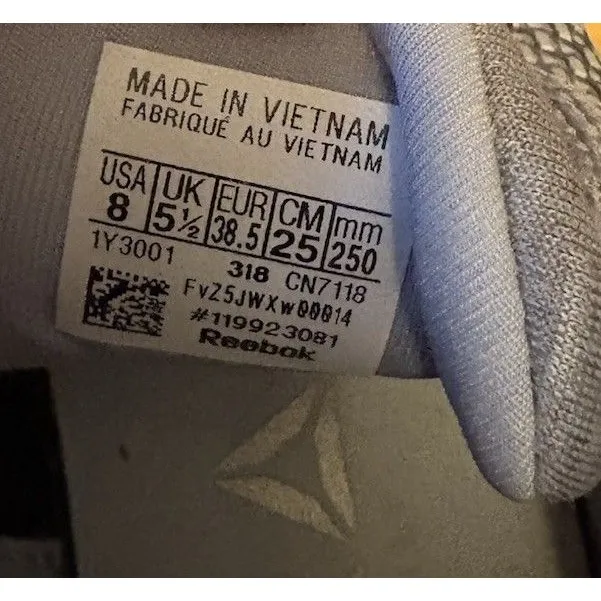 MADE IN VIETNAM
FABRIQUÉ AU VIETNAM
USA UK EUR CM mm
8 5½ 38.5 25 250
1Y3001 318 CN7118
FvZ5JWXw00014
#119923081
Reebok